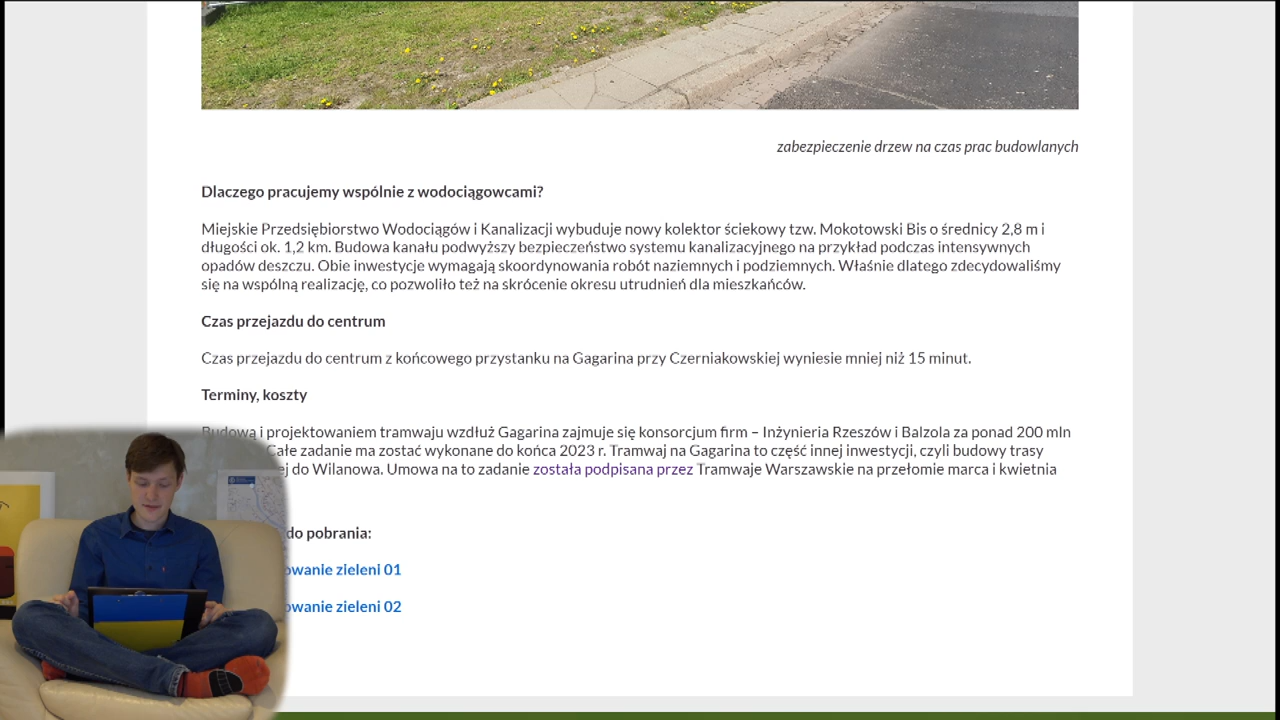 zabezpieczenie drzew na czas prac budowlanych
Dlaczego pracujemy wspólnie z wodociągowcami?
Miejskie Przedsiębiorstwo Wodociągów i Kanalizacji wybuduje nowy kolektor ściekowy tzw. Mokotowski Bis o średnicy 2,8 m i
długości ok. 1,2 km. Budowa kanału podwyższy bezpieczeństwo systemu kanalizacyjnego na przykład podczas intensywnych
opadów deszczu. Obie inwestycje wymagają skoordynowania robót naziemnych i podziemnych. Właśnie dlatego zdecydowaliśmy
się na wspólną realizację, co pozwoliło też na skrócenie okresu utrudnień dla mieszkańców.
Czas przejazdu do centrum
Czas przejazdu do centrum z końcowego przystanku na Gagarina przy Czerniakowskiej wyniesie mniej niż 15 minut.
Terminy, koszty
Budową i projektowaniem tramwaju wzdłuż Gagarina zajmuje się konsorcjum firm – Inżynieria Rzeszów i Balzola za ponad 200 mln
Całe zadanie ma zostać wykonane do końca 2023 r. Tramwaj na Gagarina to część innej inwestycji, czyli budowy trasy
ej do Wilanowa. Umowa na to zadanie została podpisana przez Tramwaje Warszawskie na przełomie marca i kwietnia
do pobrania:
owanie zieleni 01
owanie zieleni 02